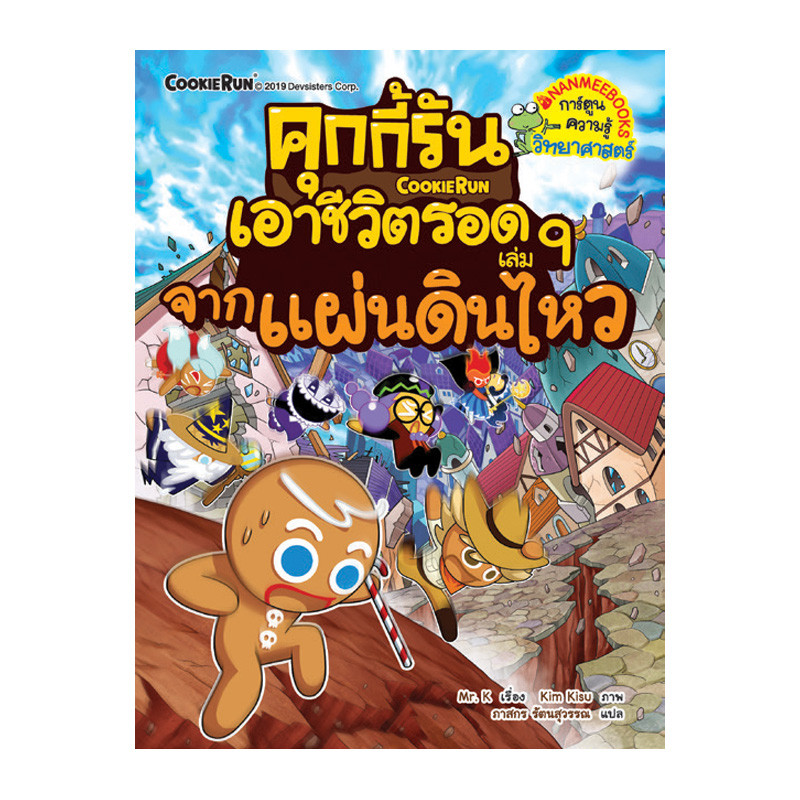 COOKIERUN © 2019 Devsisters Corp.
NANMEEBOOKS
การ์ตูน
ความรู้
วิทยาศาสตร์
คุกกี้รัน
COOKIERUN
เอาชีวิตรอด
เล่ม ๑
จากแผ่นดินไหว
Mr. K เรื่อง Kim Kisu ภาพ
ภาสกร รัตนสุวรรณ แปล